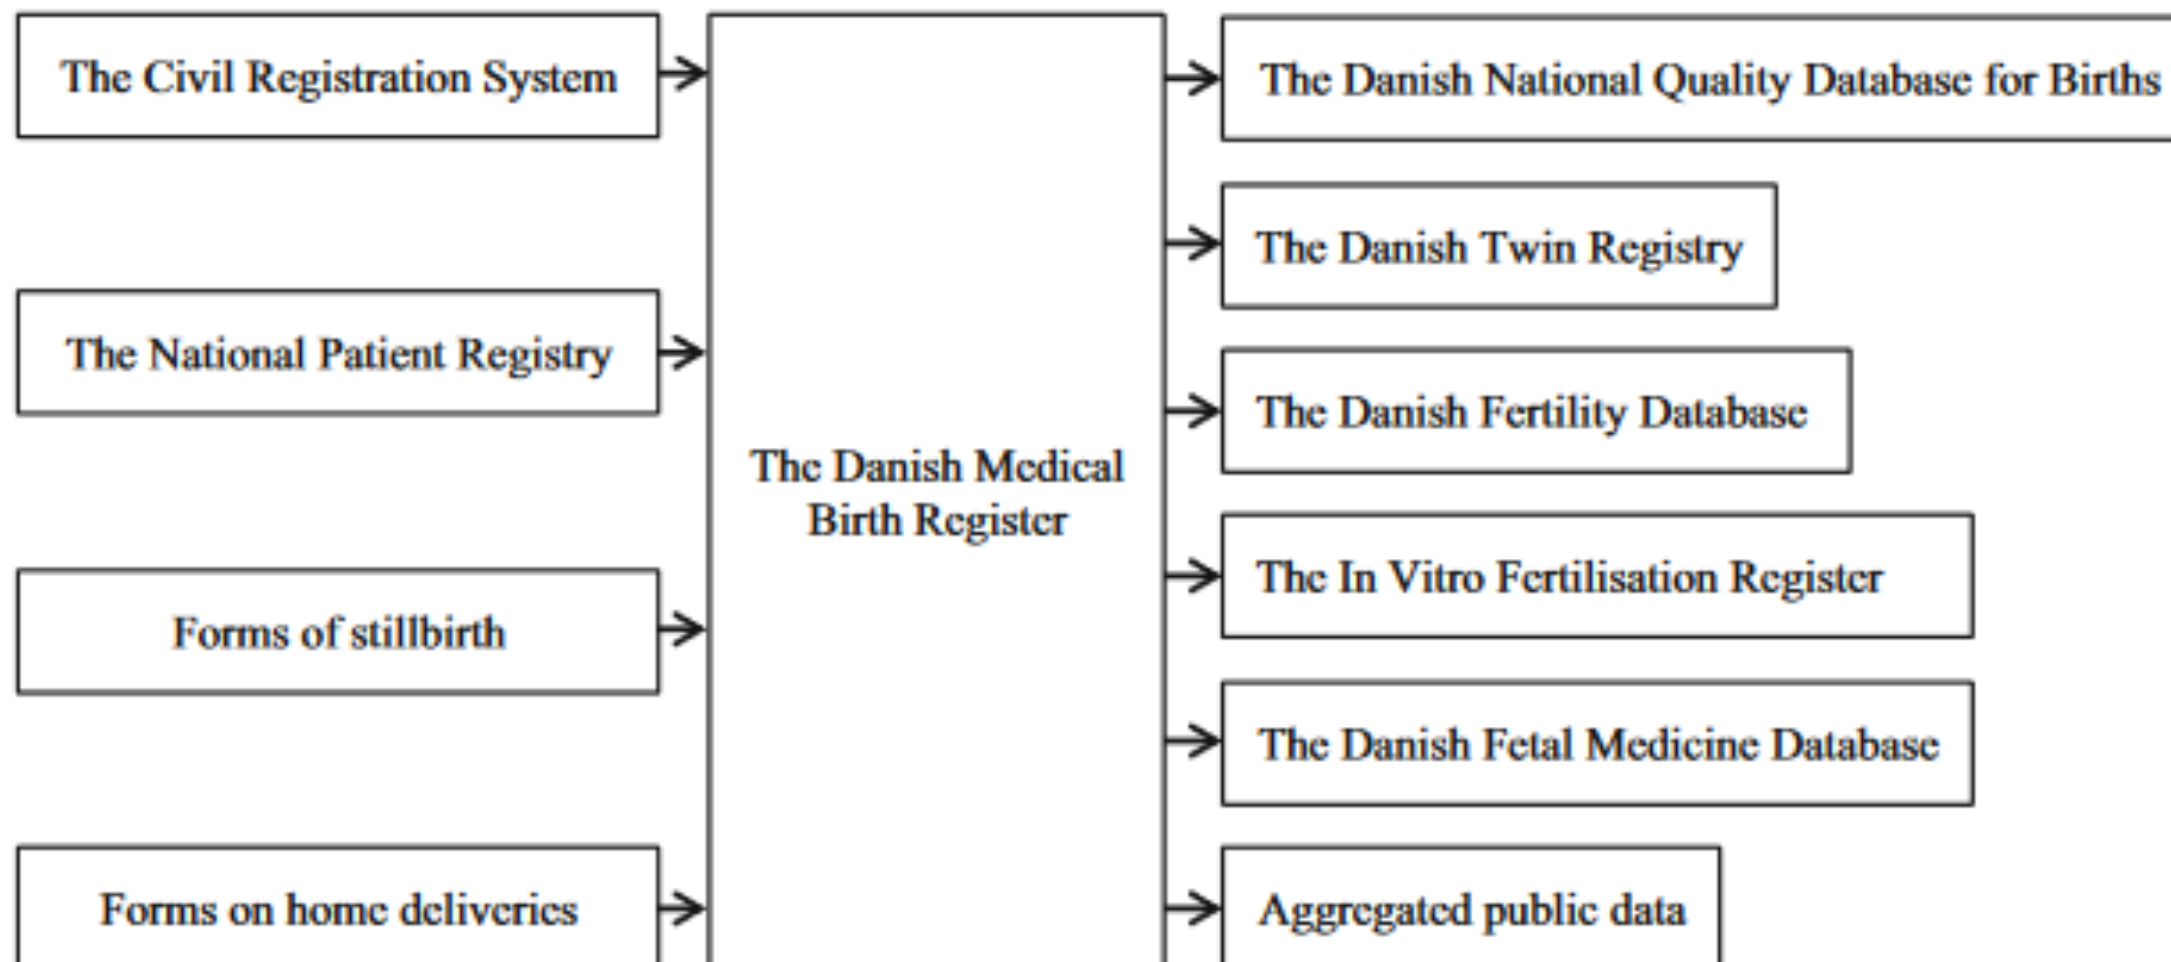 The Civil Registration System
The National Patient Registry
Forms of stillbirth
Forms on home deliveries
The Danish Medical
Birth Register
The Danish National Quality Database for Births
The Danish Twin Registry
The Danish Fertility Database
The In Vitro Fertilisation Register
The Danish Fetal Medicine Database
Aggregated public data